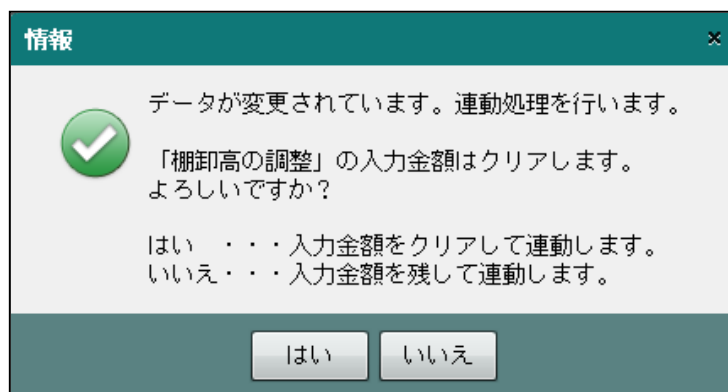 情報
×
データが変更されています。連動処理を行います。
「棚卸高の調整」の入力金額はクリアします。
よろしいですか？
はい　・・・入力金額をクリアして連動します。
いいえ・・・入力金額を残して連動します。
はい
いいえ